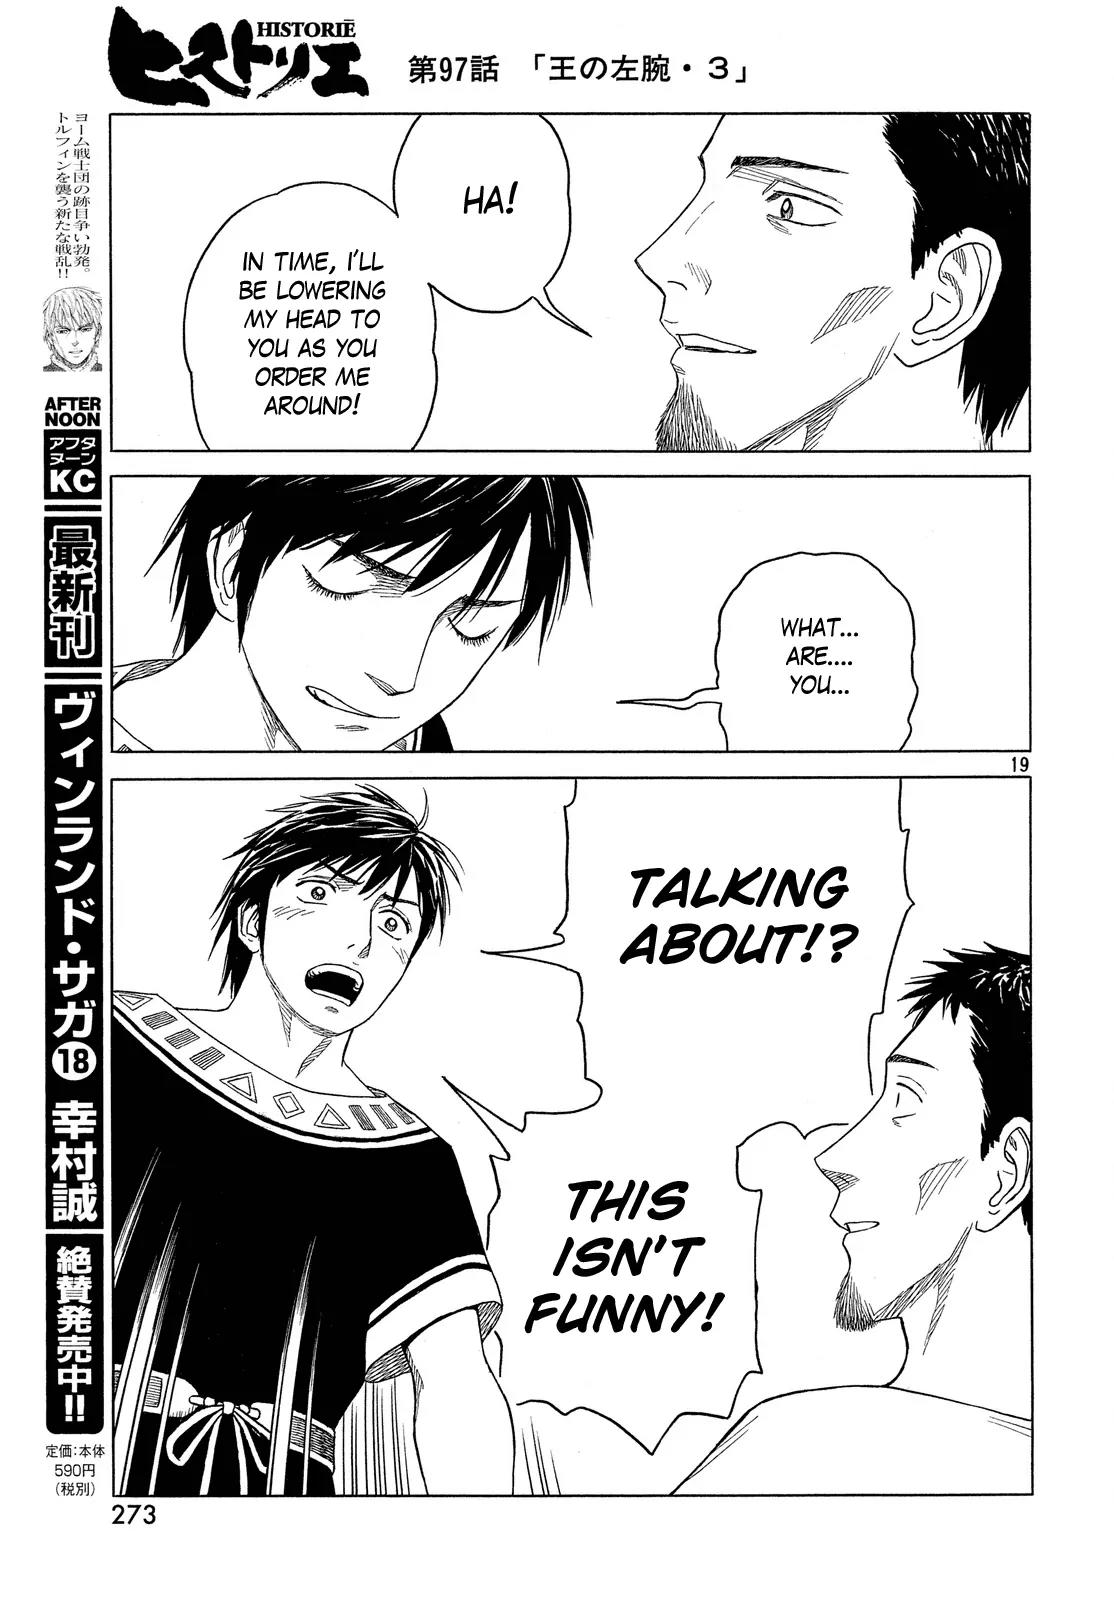 ヒストリエ
HISTORIĒ
第97話 「王の左腕・3」
ヨーム戦士団の跡目争い勃発。
トルフィンを襲う新たな戦乱!!
AFTER
NOON
アフタ
ヌーン
KC
最新刊
ヴィンランド・サガ⑱
幸村誠
絶賛発売中!!
定価:本体
590円
(税別)
HA!
IN TIME, I'LL
BE LOWERING
MY HEAD TO
YOU AS YOU
ORDER ME
AROUND!
WHAT...
ARE....
YOU...
19
TALKING
ABOUT!?
THIS
ISN'T
FUNNY!
273